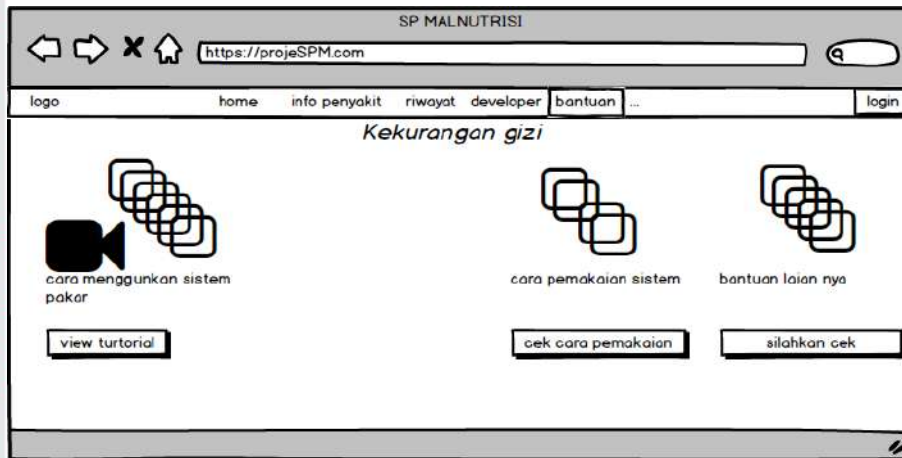 SP MALNUTRISI
https://projeSPM.com
logo home info penyakit riwayat developer bantuan ... login
Kekurangan gizi
cara menggunkan sistem
pakar
cara pemakaian sistem
bantuan laian nya
view turtorial
cek cara pemakaian
silahkan cek